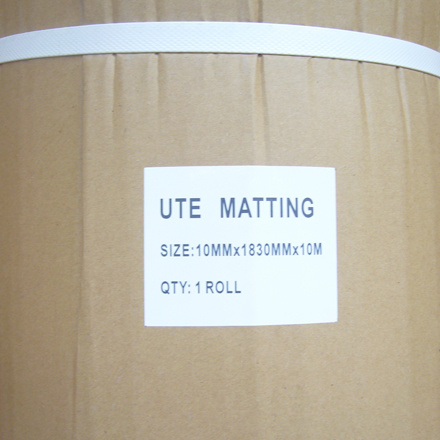 UTE MATTING
SIZE:10MMx1830MMx10M
QTY: 1 ROLL